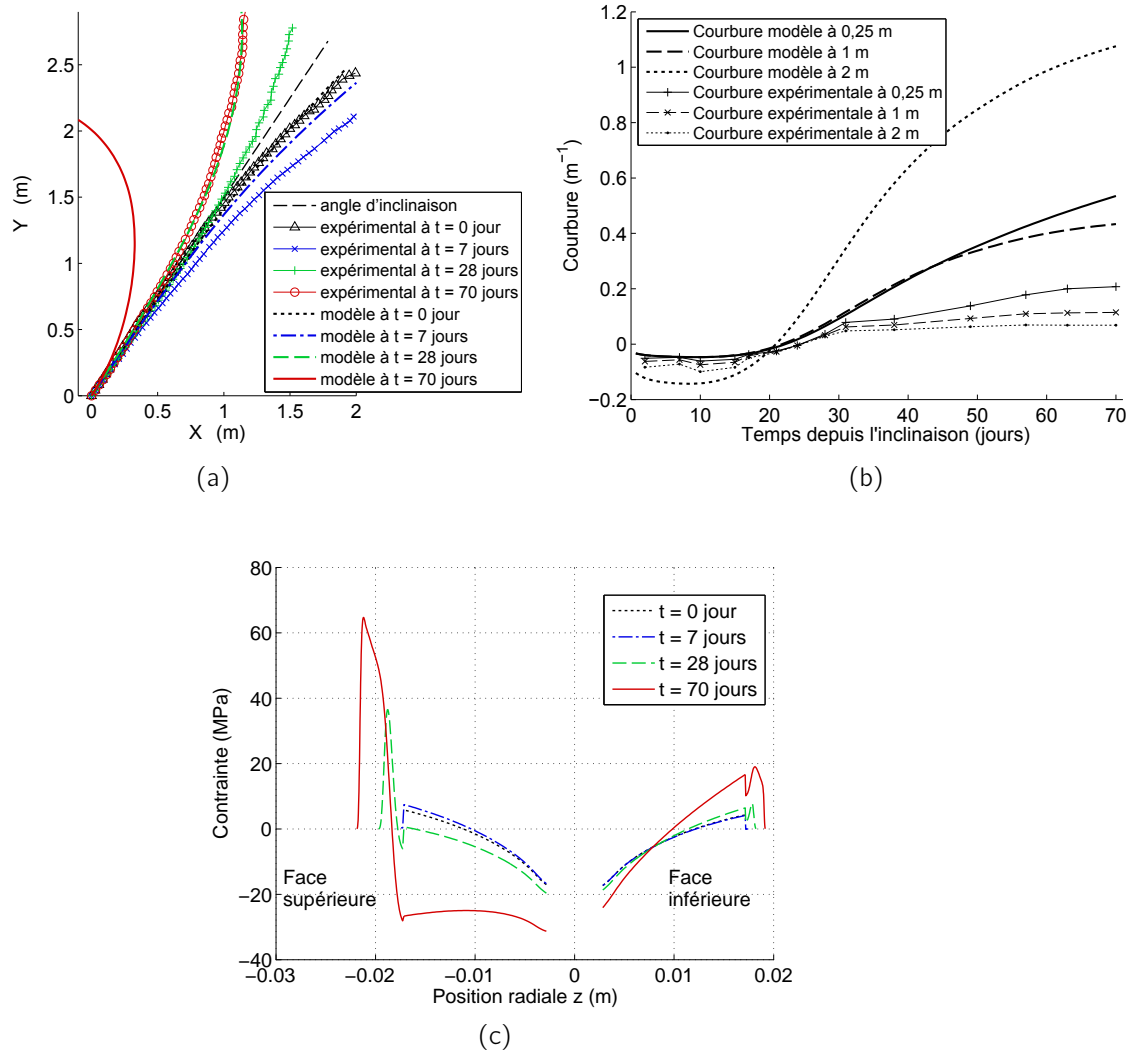 2.5
2
1.5
1
0.5
0
Y (m)
0
0.5
1
1.5
2
X (m)
angle d'inclinaison
expérimental à t = 0 jour
expérimental à t = 7 jours
expérimental à t = 28 jours
expérimental à t = 70 jours
modèle à t = 0 jour
modèle à t = 7 jours
modèle à t = 28 jours
modèle à t = 70 jours
(a)
1.2
1
0.8
0.6
0.4
0.2
0
−0.2
Courbure (m⁻¹)
Courbure modèle à 0,25 m
Courbure modèle à 1 m
Courbure modèle à 2 m
Courbure expérimentale à 0,25 m
Courbure expérimentale à 1 m
Courbure expérimentale à 2 m
0
10
20
30
40
50
60
70
Temps depuis l'inclinaison (jours)
(b)
80
60
40
20
0
−20
−40
Contrainte (MPa)
t = 0 jour
t = 7 jours
t = 28 jours
t = 70 jours
Face
supérieure
Face
inférieure
−0.03
−0.02
−0.01
0
0.01
0.02
Position radiale z (m)
(c)